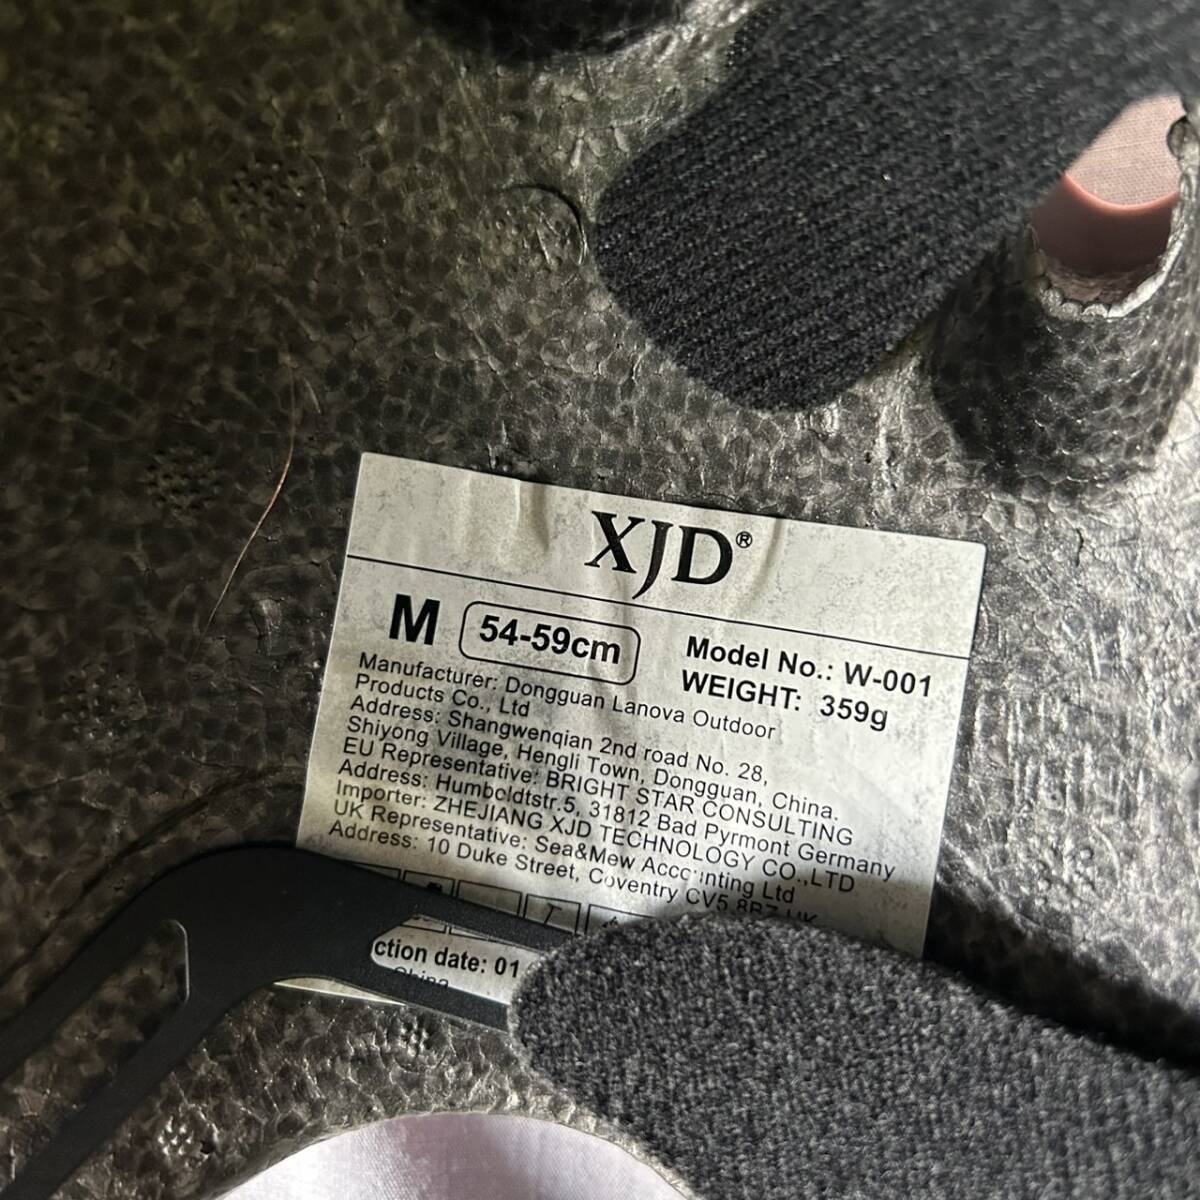 XJD®
M 54-59cm
Model No.: W-001
WEIGHT: 359g
Manufacturer: Dongguan Lanova Outdoor
Products Co., Ltd
Address: Shangwenqian 2nd road No. 28,
Shiyong Village, Hengli Town, Dongguan, China.
EU Representative: BRIGHT STAR CONSULTING
Address: Humboldtstr.5, 31812 Bad Pyrmont Germany
Importer: ZHEJIANG XJD TECHNOLOGY CO.,LTD
UK Representative: Sea&Mew Accounting Ltd
Address: 10 Duke Street, Coventry CV5 8BZ UK
ction date: 01
China